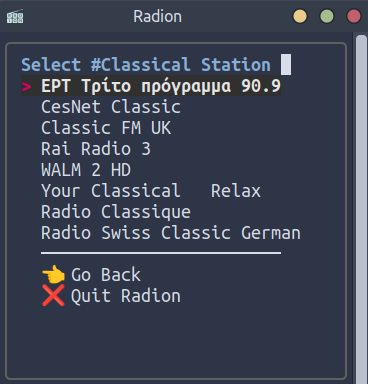 Radion
Select #Classical Station
> ΕΡΤ Τρίτο πρόγραμμα 90.9
CesNet Classic
Classic FM UK
Rai Radio 3
WALM 2 HD
Your Classical   Relax
Radio Classique
Radio Swiss Classic German
👈 Go Back
❌ Quit Radion